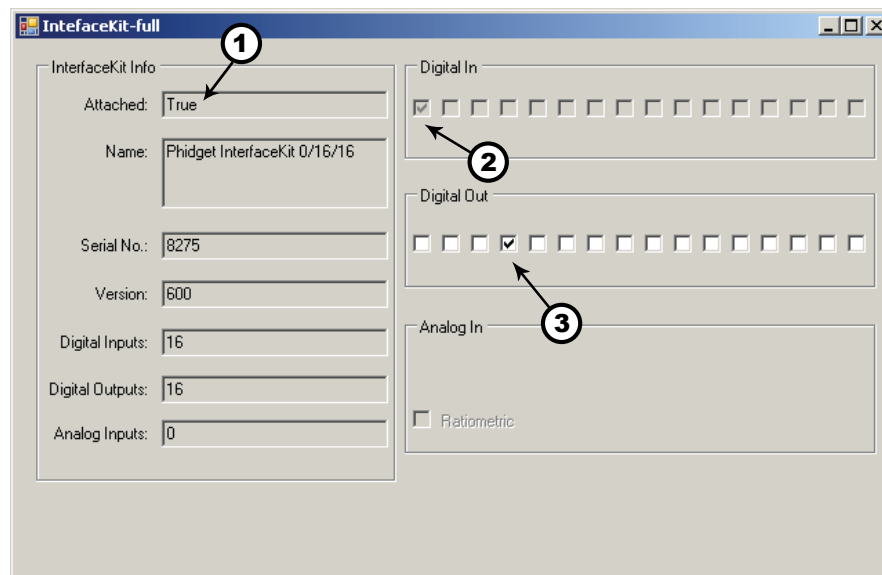 IntefaceKit-full
1
InterfaceKit Info
Attached: True
Name: Phidget InterfaceKit 0/16/16
Serial No.: 8275
Version: 600
Digital Inputs: 16
Digital Outputs: 16
Analog Inputs: 0
Digital In
2
Digital Out
3
Analog In
Ratiometric